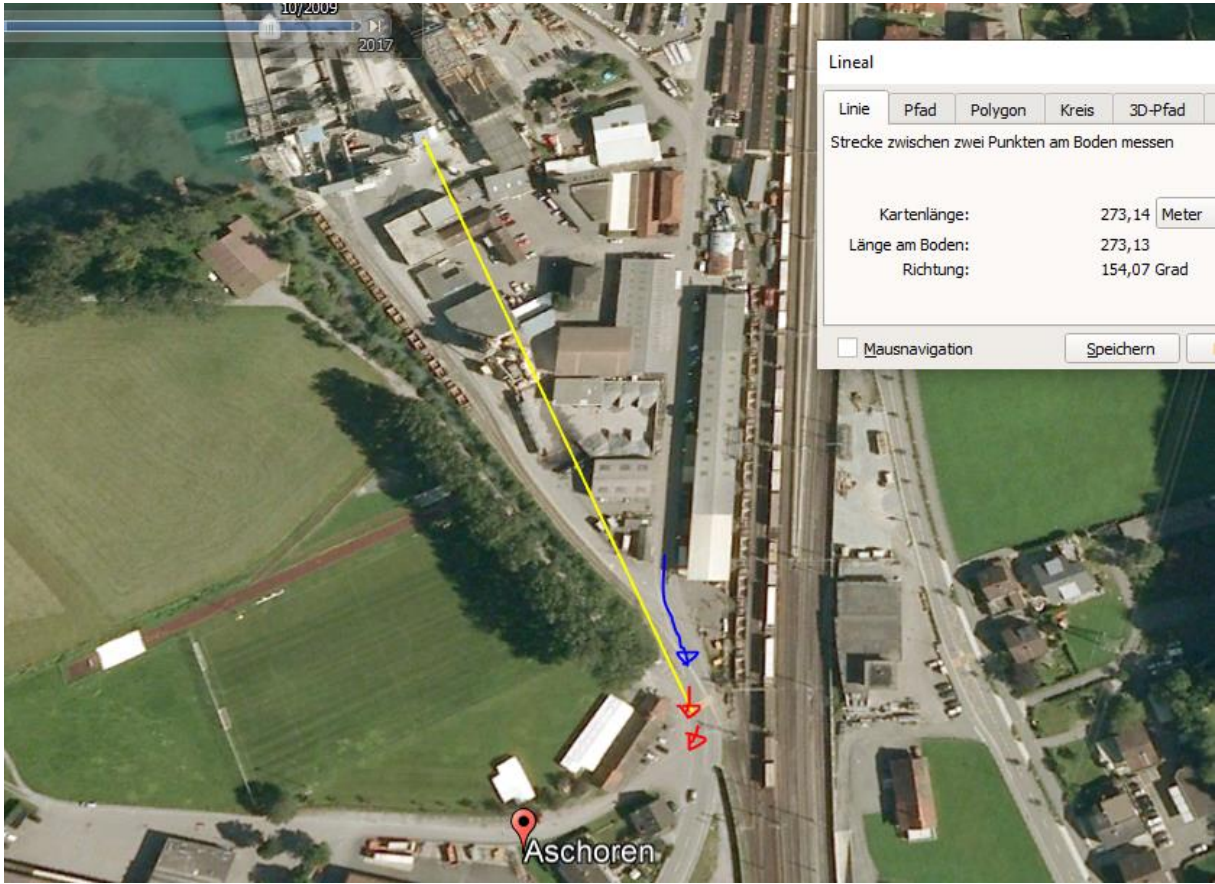 10/2009
2017
Lineal
Linie Pfad Polygon Kreis 3D-Pfad
Strecke zwischen zwei Punkten am Boden messen
Kartenlänge: 273,14 Meter
Länge am Boden: 273,13
Richtung: 154,07 Grad
Mausnavigation Speichern
Aschoren